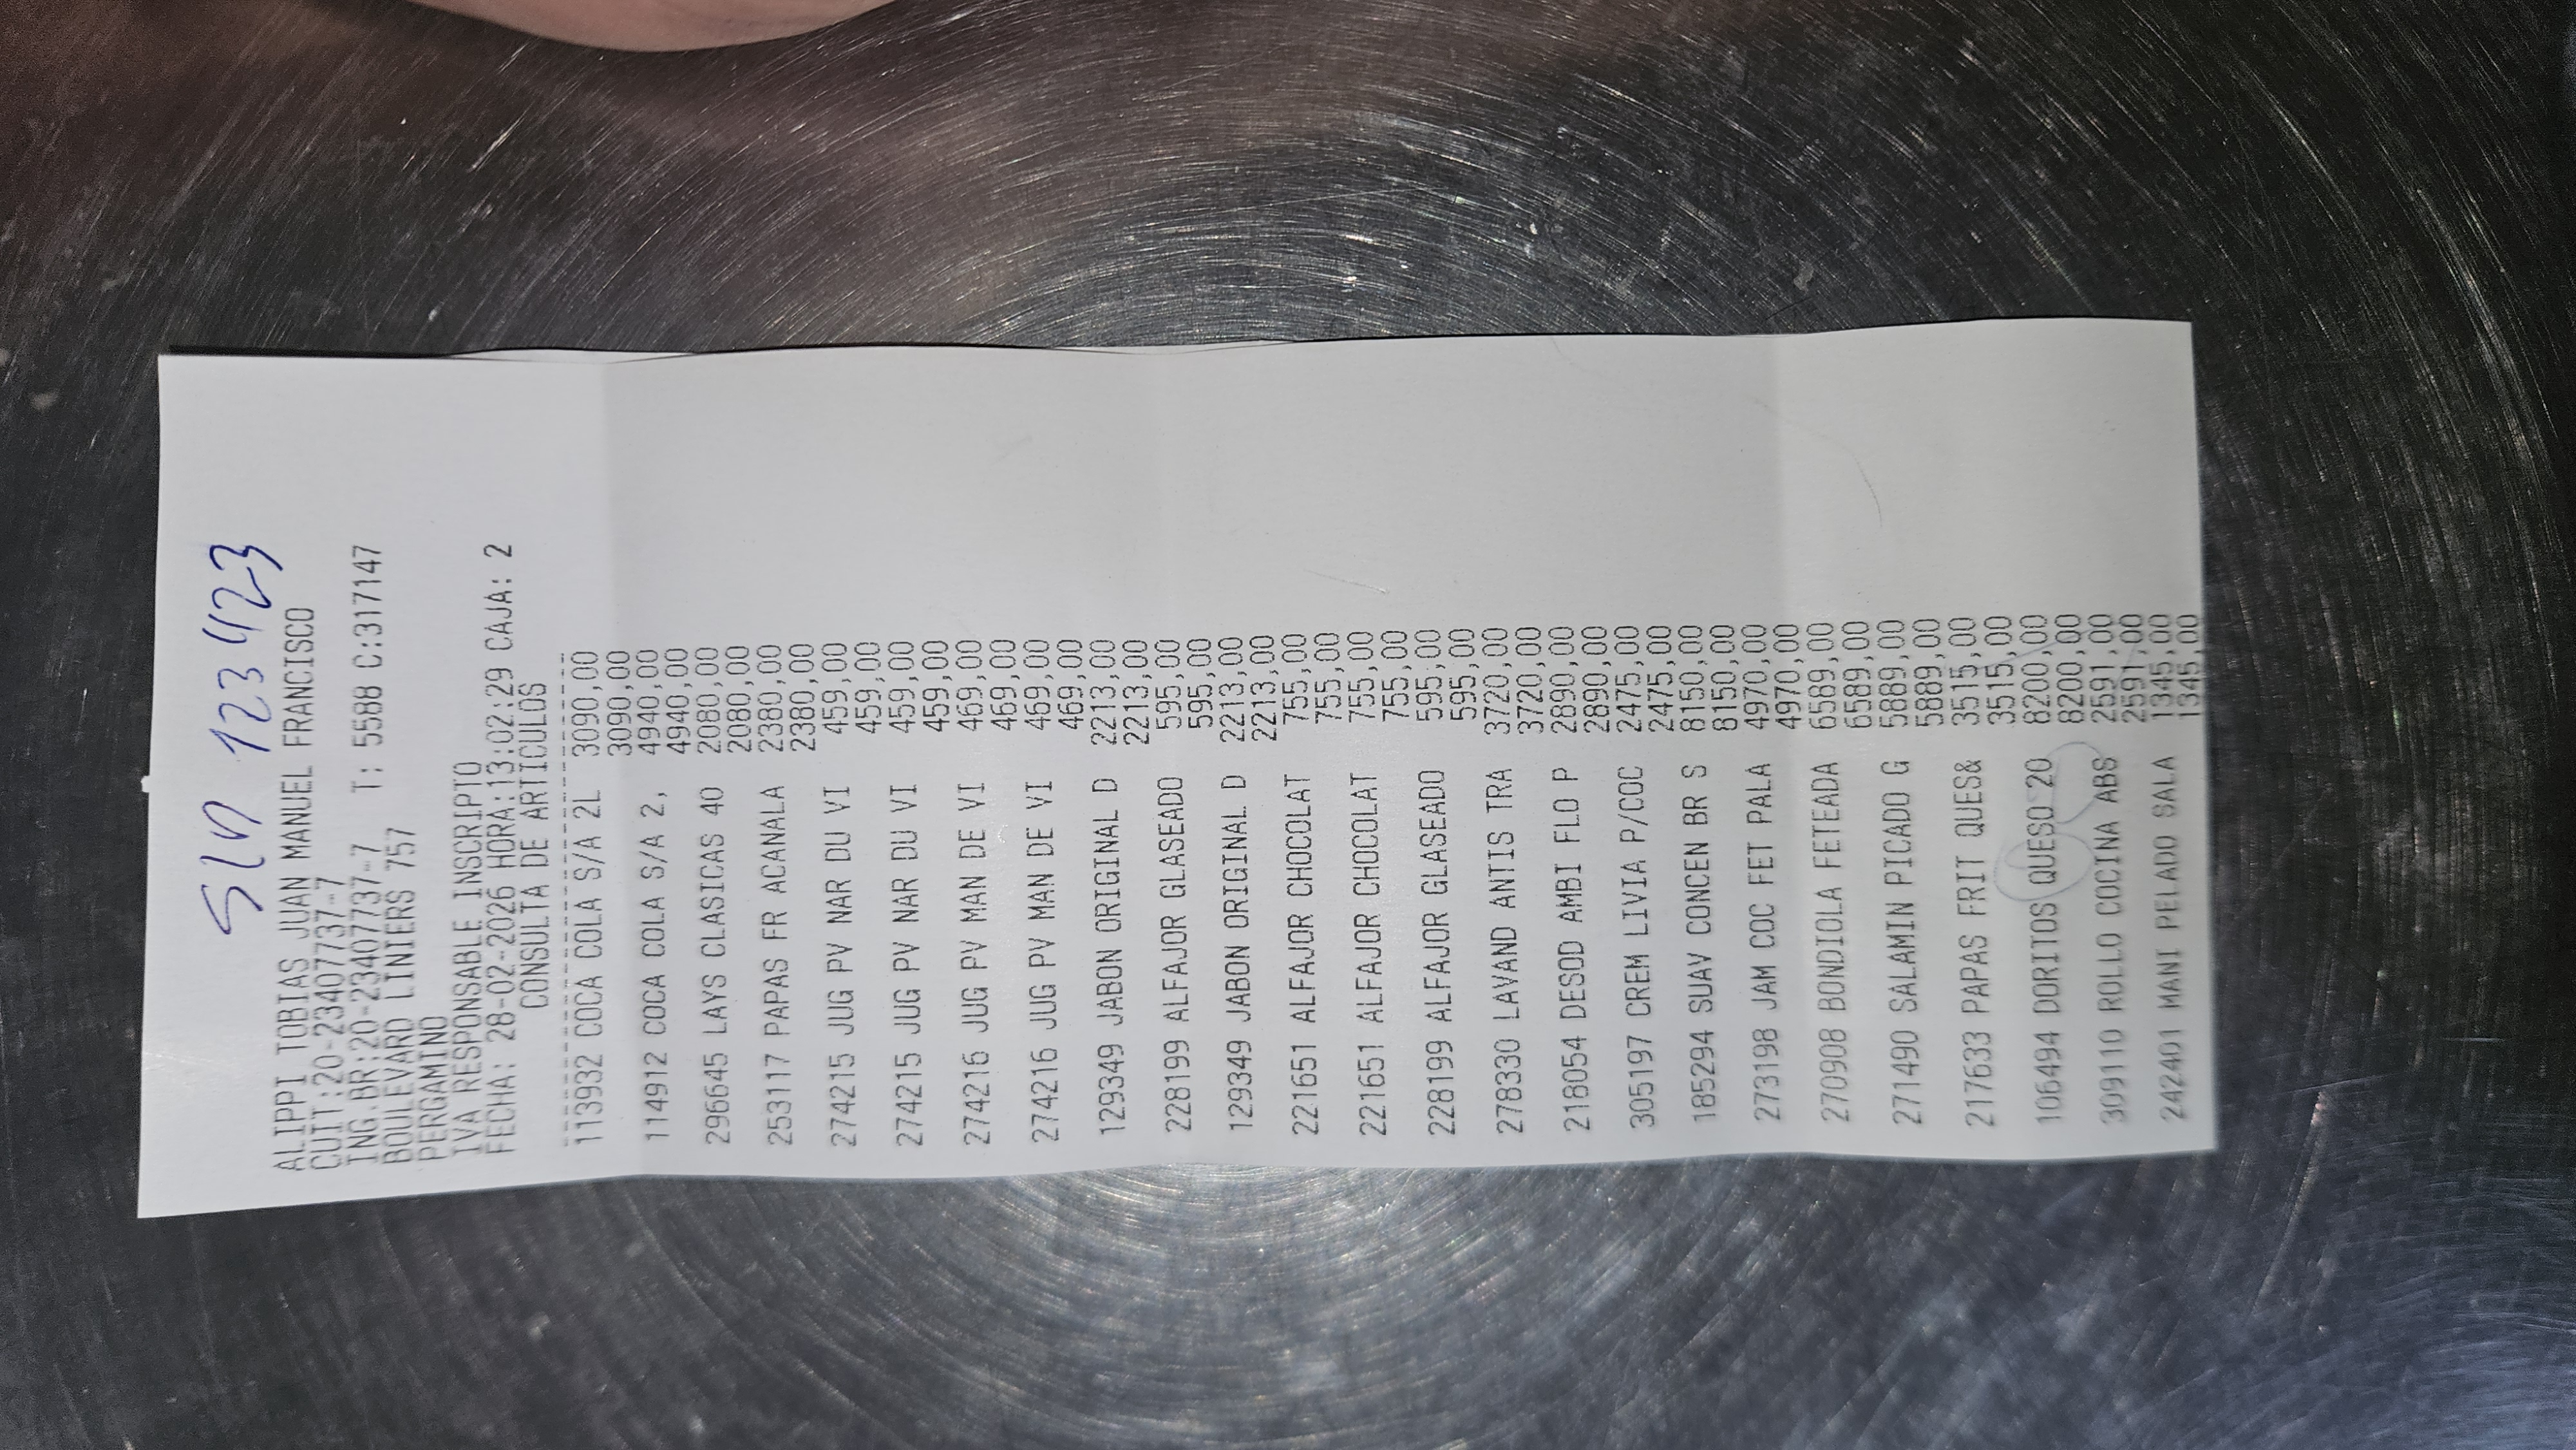 SLN 123423
ALIPPI TOBIAS JUAN MANUEL FRANCISCO
CUIT:20-23407737-7
ING.BR:20-23407737-7 T: 5588 C:317147
BOULEVARD LINIERS 757
PERGAMINO
IVA RESPONSABLE INSCRIPTO
FECHA: 28-02-2026 HORA:13:02:29 CAJA: 2
CONSULTA DE ARTICULOS
113932 COCA COLA S/A 2L 3090,00
3090,00
114912 COCA COLA S/A 2, 4940,00
4940,00
296645 LAYS CLASICAS 40 2080,00
2080,00
253117 PAPAS FR ACANALA 2380,00
2380,00
274215 JUG PV NAR DU VI 459,00
459,00
274215 JUG PV NAR DU VI 459,00
459,00
274216 JUG PV MAN DE VI 469,00
469,00
274216 JUG PV MAN DE VI 469,00
469,00
129349 JABON ORIGINAL D 2213,00
2213,00
228199 ALFAJOR GLASEADO 595,00
595,00
129349 JABON ORIGINAL D 2213,00
2213,00
221651 ALFAJOR CHOCOLAT 755,00
755,00
221651 ALFAJOR CHOCOLAT 755,00
755,00
228199 ALFAJOR GLASEADO 595,00
595,00
278330 LAVAND ANTIS TRA 3720,00
3720,00
218054 DESOD AMBI FLO P 2890,00
2890,00
305197 CREM LIVIA P/COC 2475,00
2475,00
185294 SUAV CONCEN BR S 8150,00
8150,00
273198 JAM COC FET PALA 4970,00
4970,00
270908 BONDIOLA FETEADA 6589,00
6589,00
271490 SALAMIN PICADO G 5889,00
5889,00
217633 PAPAS FRIT QUES& 3515,00
3515,00
106494 DORITOS QUESO 20 8200,00
8200,00
309110 ROLLO COCINA ABS 2591,00
2591,00
242401 MANI PELADO SALA 1345,00
1345,00